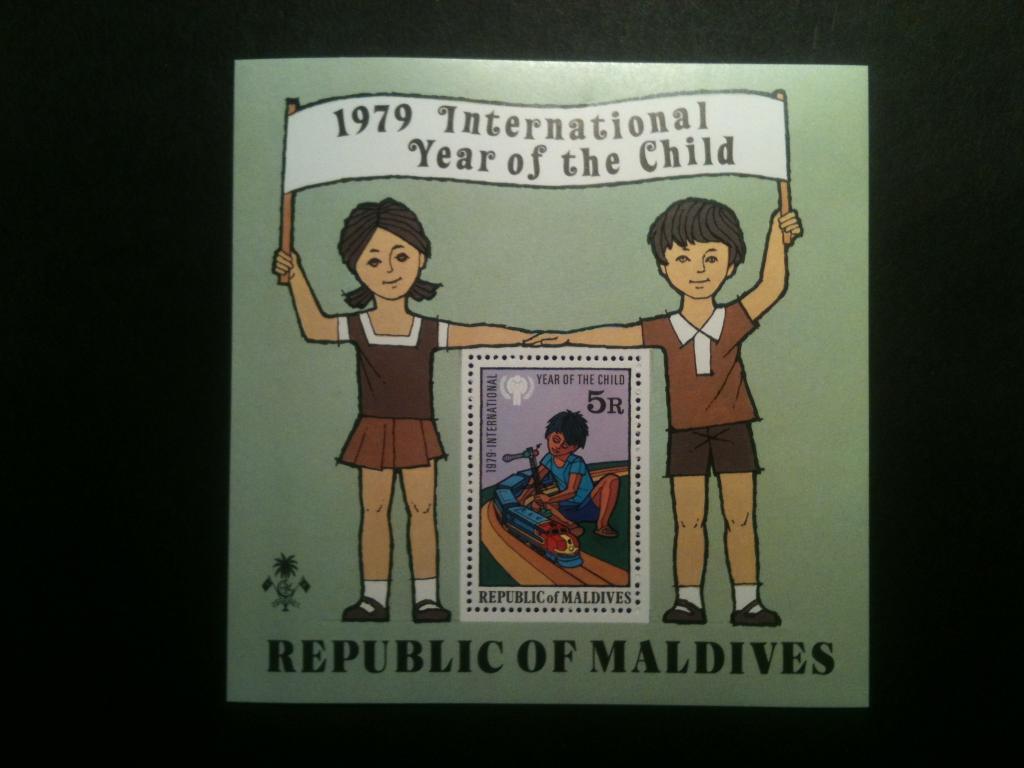 1979 International
Year of the Child
1979·INTERNATIONAL
YEAR OF THE CHILD
5R
REPUBLIC of MALDIVES
REPUBLIC OF MALDIVES